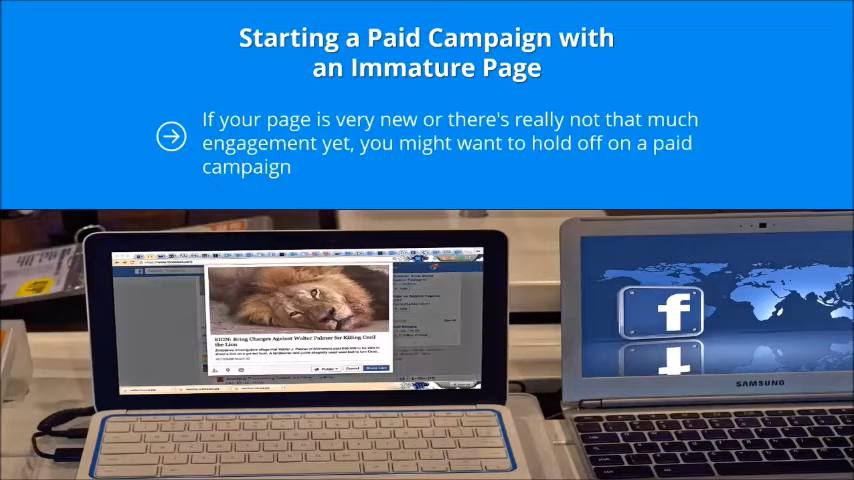 Starting a Paid Campaign with
an Immature Page
If your page is very new or there's really not that much
engagement yet, you might want to hold off on a paid
campaign
SIGN: Bring Charges Against Walter Palmer for Killing Cecil
the Lion
f
SAMSUNG